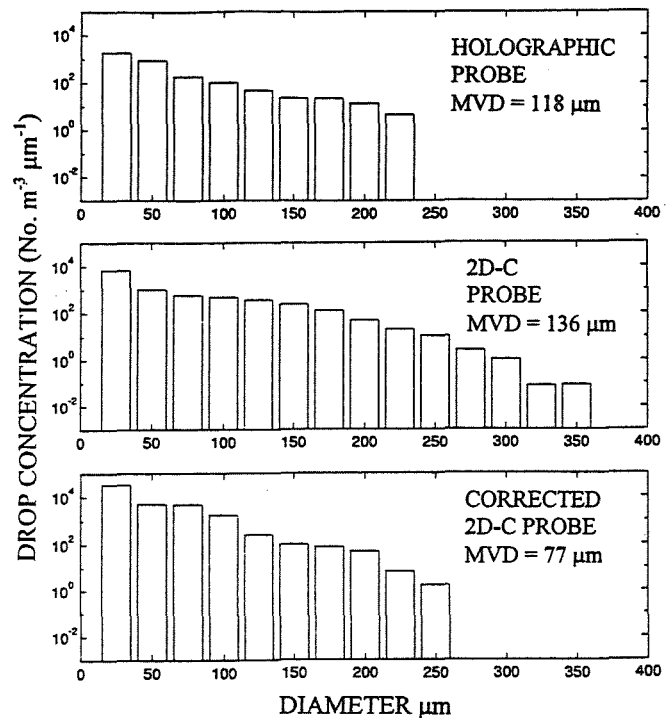 DROP CONCENTRATION (No. m⁻³ μm⁻¹)
10⁴
10²
10⁰
10⁻²
HOLOGRAPHIC
PROBE
MVD = 118 μm
0 50 100 150 200 250 300 350 400
10⁴
10²
10⁰
10⁻²
2D-C
PROBE
MVD = 136 μm
0 50 100 150 200 250 300 350 400
10⁴
10²
10⁰
10⁻²
CORRECTED
2D-C PROBE
MVD = 77 μm
0 50 100 150 200 250 300 350 400
DIAMETER μm